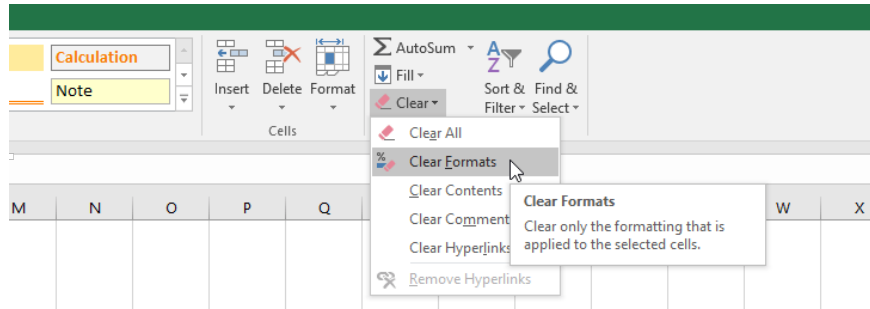 Calculation
Note
Insert
Delete
Format
Cells
AutoSum
Fill
Clear
A
Z
Sort &
Filter
Find &
Select
Clear All
%
Clear Formats
Clear Contents
Clear Comment
Clear Hyperlinks
Remove Hyperlinks
Clear Formats
Clear only the formatting that is
applied to the selected cells.
M N O P Q W X